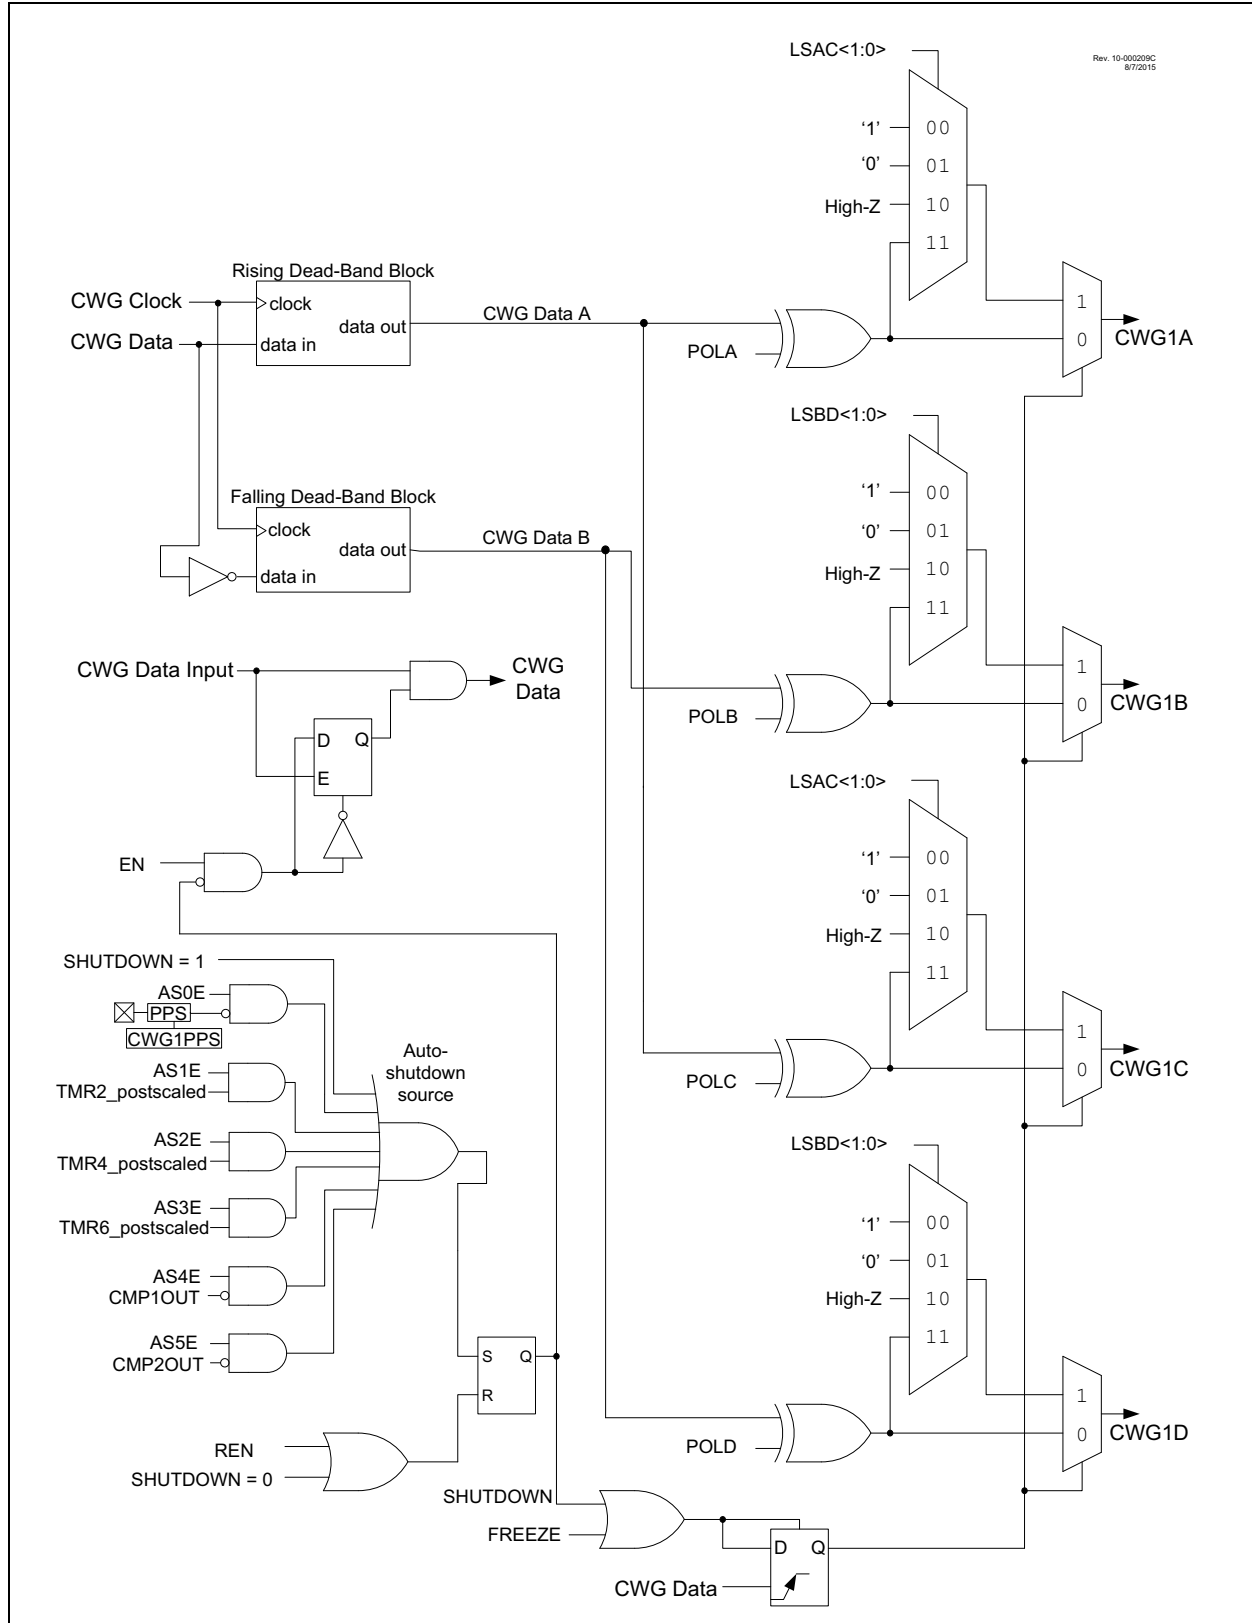 LSAC<1:0>
Rev. 10-000209C
8/7/2015
‘1’ 00
‘0’ 01
High-Z 10
11
Rising Dead-Band Block
CWG Clock
clock
data out
CWG Data
data in
CWG Data A
POLA
1
0
CWG1A
LSBD<1:0>
‘1’ 00
‘0’ 01
High-Z 10
11
Falling Dead-Band Block
clock
data out
data in
CWG Data B
POLB
1
0
CWG1B
CWG Data Input
CWG
Data
D Q
E
EN
LSAC<1:0>
‘1’ 00
‘0’ 01
High-Z 10
11
POLC
1
0
CWG1C
SHUTDOWN = 1
AS0E
PPS
CWG1PPS
Auto-
shutdown
source
AS1E
TMR2_postscaled
AS2E
TMR4_postscaled
AS3E
TMR6_postscaled
AS4E
CMP1OUT
AS5E
CMP2OUT
S Q
R
REN
SHUTDOWN = 0
LSBD<1:0>
‘1’ 00
‘0’ 01
High-Z 10
11
POLD
1
0
CWG1D
SHUTDOWN
FREEZE
D Q
CWG Data